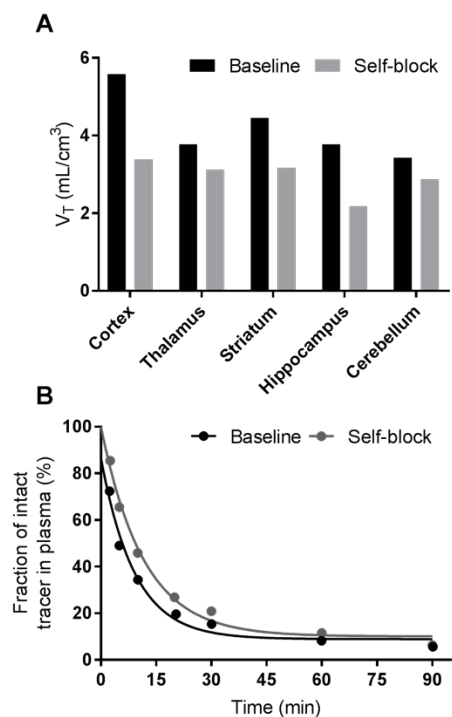 A
Baseline Self-block
V_T (mL/cm³)
6
4
2
0
Cortex
Thalamus
Striatum
Hippocampus
Cerebellum
B
Baseline Self-block
Fraction of intact
tracer in plasma (%)
100
80
60
40
20
0
0 15 30 45 60 75 90
Time (min)